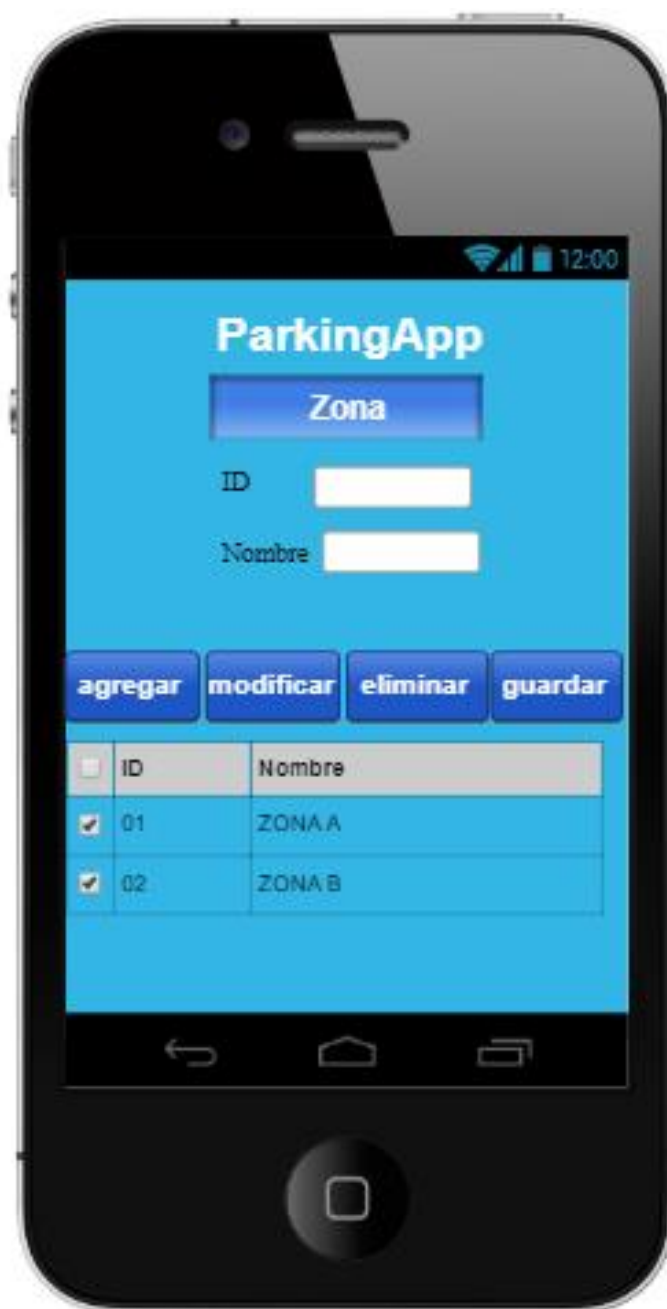 12:00
ParkingApp
Zona
ID
Nombre
agregar modificar eliminar guardar
ID Nombre
01 ZONA A
02 ZONA B